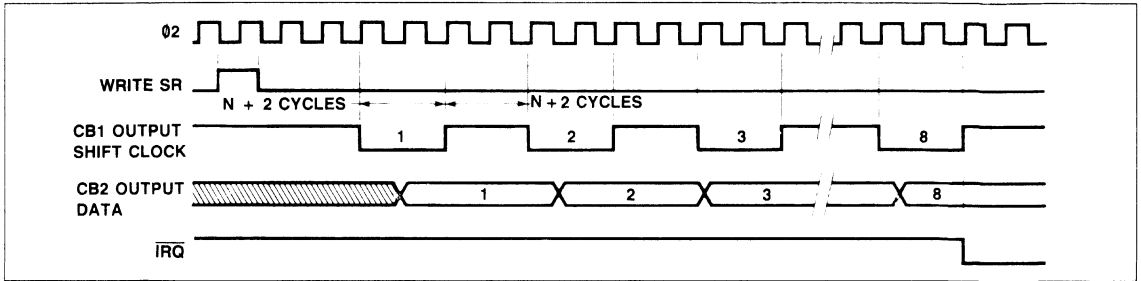 Ø2
WRITE SR
N + 2 CYCLES
N + 2 CYCLES
CB1 OUTPUT
SHIFT CLOCK
1
2
3
8
CB2 OUTPUT
DATA
1
2
3
8
IRQ